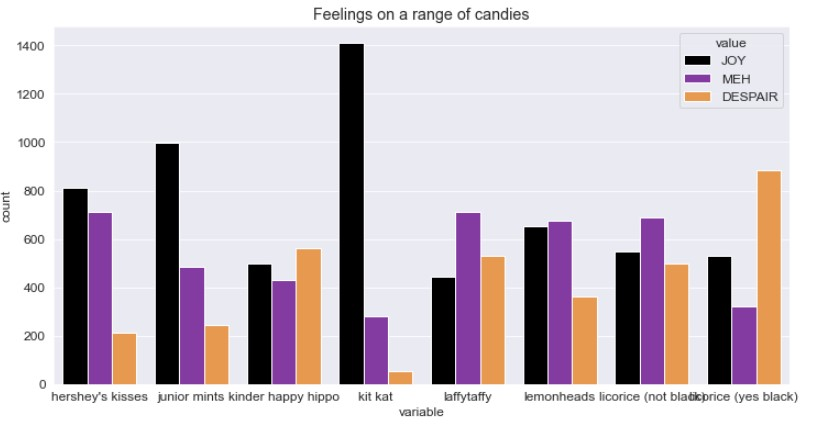 Feelings on a range of candies
value
JOY
MEH
DESPAIR
count
1400
1200
1000
800
600
400
200
0
hershey's kisses junior mints kinder happy hippo kit kat laffytaffy lemonheads licorice (not black) licorice (yes black)
variable